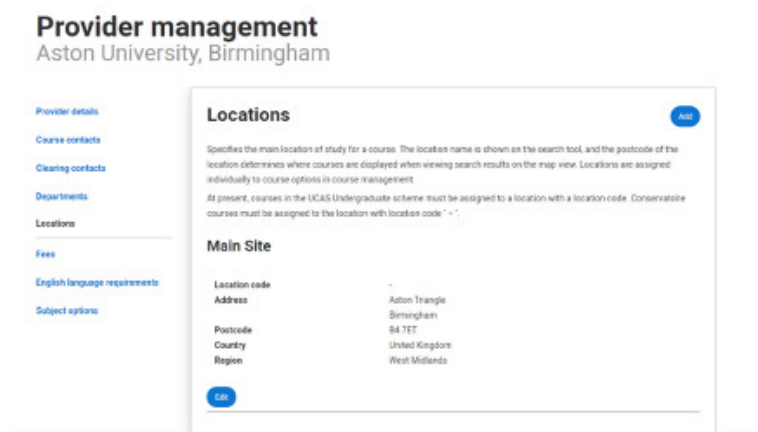 Provider management
Aston University, Birmingham
Provider details
Course contacts
Clearing contacts
Departments
Locations
Fees
English language requirements
Subject options
Locations
Add
Specifies the main location of study for a course. The location name is shown on the search tool, and the postcode of the
location determines where courses are displayed when viewing search results on the map view. Locations are assigned
individually to course options in course management.
At present, courses in the UCAS Undergraduate scheme must be assigned to a location with a location code. Conservatoire
courses must be assigned to the location with location code ' - '.
Main Site
Location code -
Address Aston Triangle
Birmingham
Postcode B4 7ET
Country United Kingdom
Region West Midlands
Edit